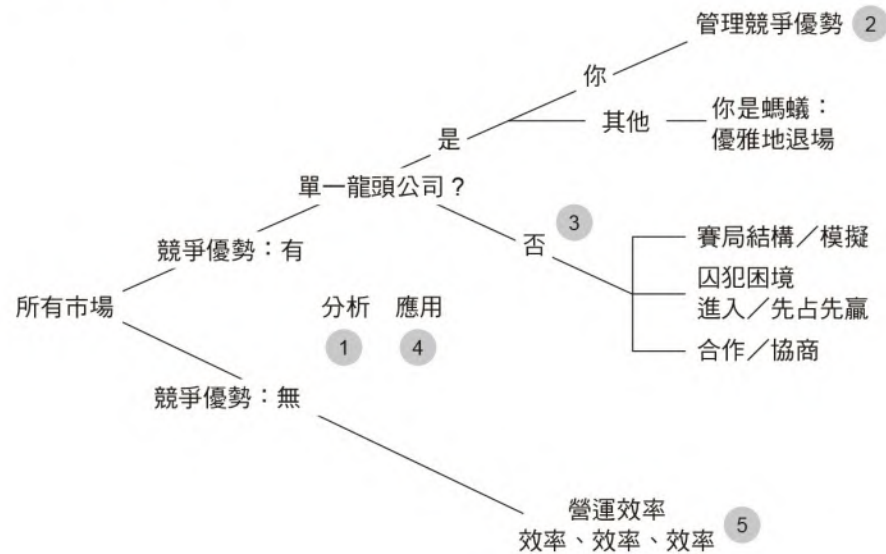 管理競爭優勢 2
你
其他
你是螞蟻：
優雅地退場
是
單一龍頭公司？
否 3
賽局結構／模擬
囚犯困境
進入／先占先贏
合作／協商
競爭優勢：有
所有市場
分析 應用
1 4
競爭優勢：無
營運效率
效率、效率、效率 5